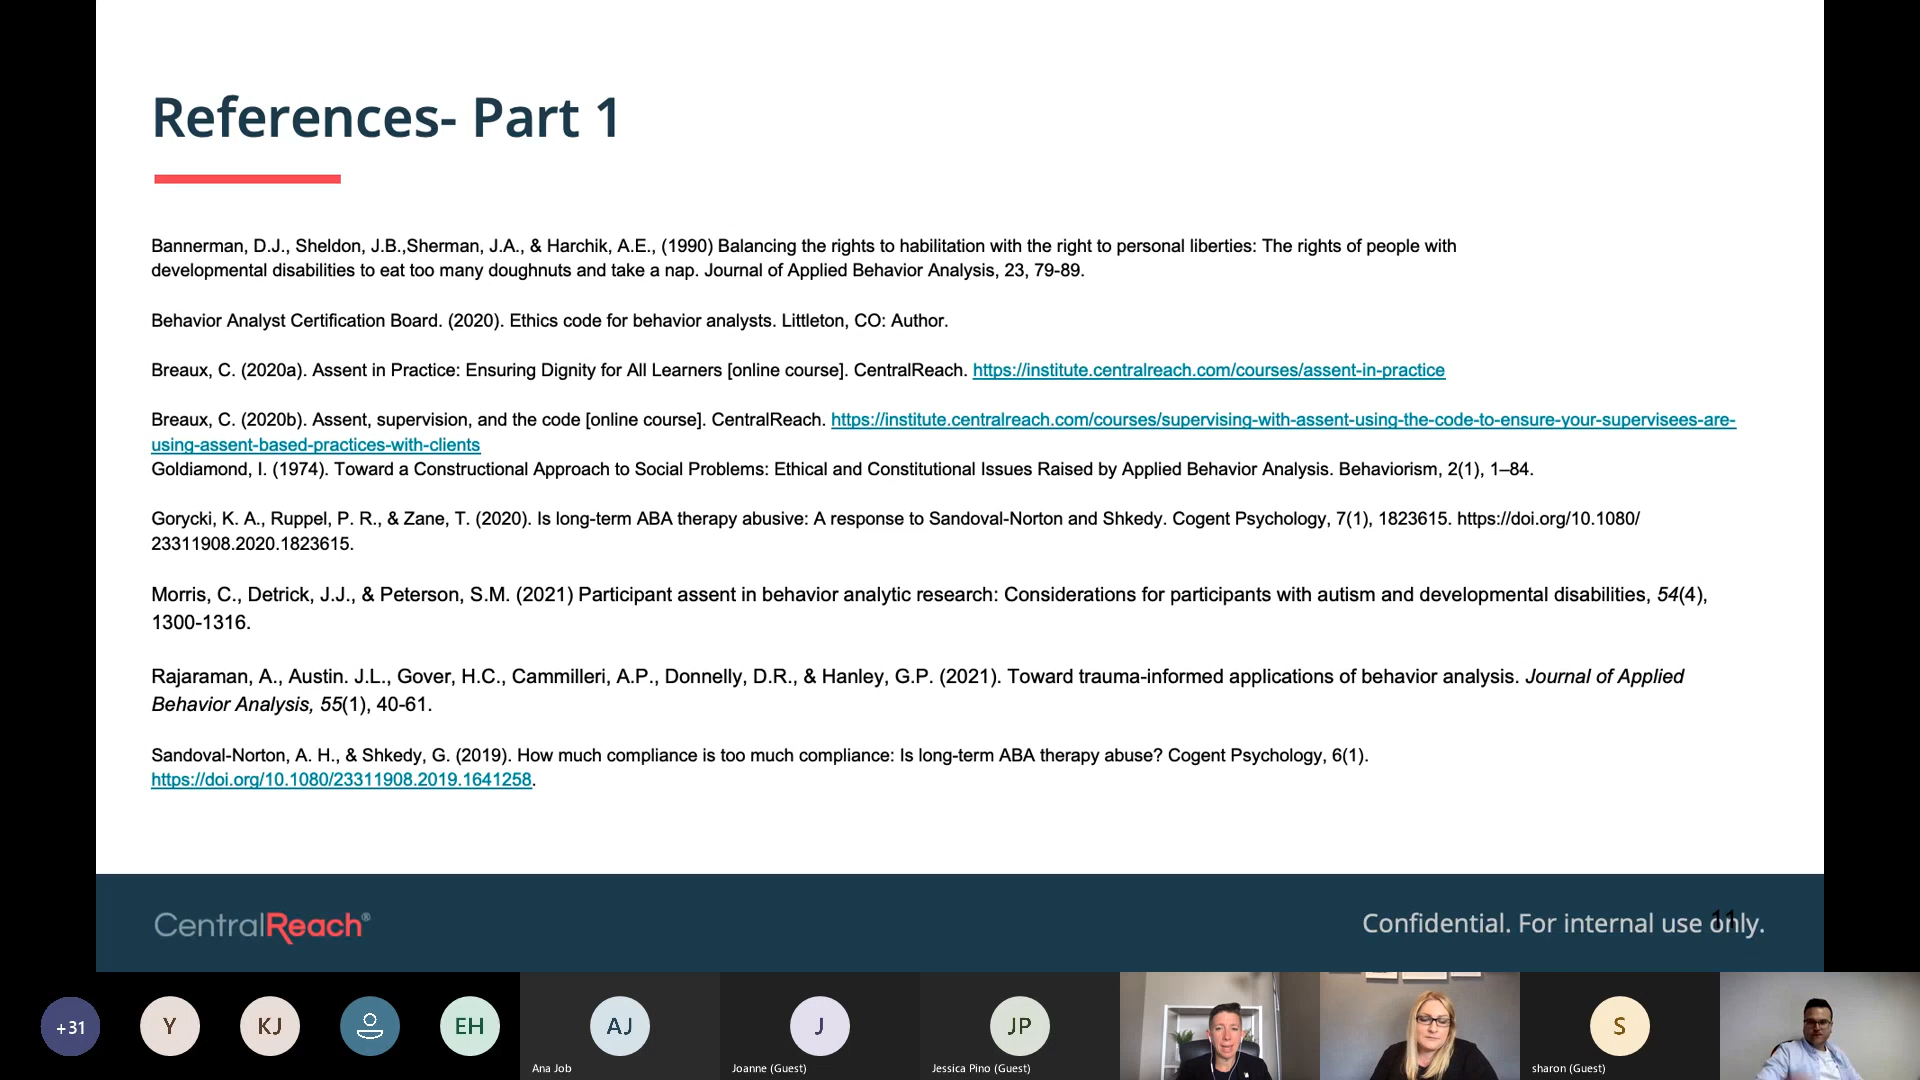 References- Part 1
Bannerman, D.J., Sheldon, J.B.,Sherman, J.A., & Harchik, A.E., (1990) Balancing the rights to habilitation with the right to personal liberties: The rights of people with
developmental disabilities to eat too many doughnuts and take a nap. Journal of Applied Behavior Analysis, 23, 79-89.
Behavior Analyst Certification Board. (2020). Ethics code for behavior analysts. Littleton, CO: Author.
Breaux, C. (2020a). Assent in Practice: Ensuring Dignity for All Learners [online course]. CentralReach. https://institute.centralreach.com/courses/assent-in-practice
Breaux, C. (2020b). Assent, supervision, and the code [online course]. CentralReach. https://institute.centralreach.com/courses/supervising-with-assent-using-the-code-to-ensure-your-supervisees-are-
using-assent-based-practices-with-clients
Goldiamond, I. (1974). Toward a Constructional Approach to Social Problems: Ethical and Constitutional Issues Raised by Applied Behavior Analysis. Behaviorism, 2(1), 1–84.
Gorycki, K. A., Ruppel, P. R., & Zane, T. (2020). Is long-term ABA therapy abusive: A response to Sandoval-Norton and Shkedy. Cogent Psychology, 7(1), 1823615. https://doi.org/10.1080/
23311908.2020.1823615.
Morris, C., Detrick, J.J., & Peterson, S.M. (2021) Participant assent in behavior analytic research: Considerations for participants with autism and developmental disabilities, 54(4),
1300-1316.
Rajaraman, A., Austin. J.L., Gover, H.C., Cammilleri, A.P., Donnelly, D.R., & Hanley, G.P. (2021). Toward trauma-informed applications of behavior analysis. Journal of Applied
Behavior Analysis, 55(1), 40-61.
Sandoval-Norton, A. H., & Shkedy, G. (2019). How much compliance is too much compliance: Is long-term ABA therapy abuse? Cogent Psychology, 6(1).
https://doi.org/10.1080/23311908.2019.1641258.
CentralReach®
Confidential. For internal use only.
11
+31
Y
KJ
EH
AJ
Ana Job
J
Joanne (Guest)
JP
Jessica Pino (Guest)
S
sharon (Guest)